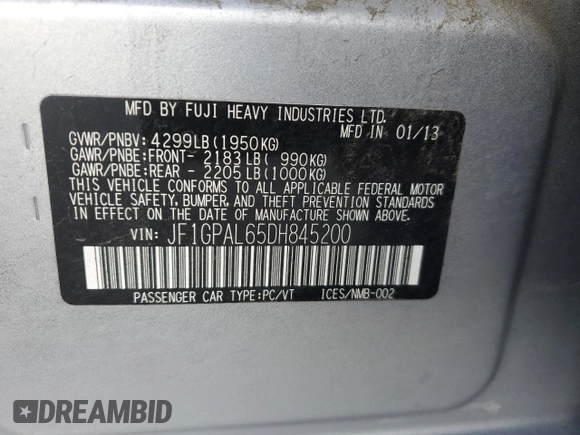 MFD BY FUJI HEAVY INDUSTRIES LTD.
MFD IN 01/13
GVWR/PNBV: 4299LB(1950KG)
GAWR/PNBE:FRONT- 2183LB( 990KG)
GAWR/PNBE:REAR - 2205LB(1000KG)
THIS VEHICLE CONFORMS TO ALL APPLICABLE FEDERAL MOTOR
VEHICLE SAFETY, BUMPER, AND THEFT PREVENTION STANDARDS
IN EFFECT ON THE DATE OF MANUFACTURE SHOWN ABOVE.
VIN: JF1GPAL65DH845200
PASSENGER CAR TYPE:PC/VT ICES/NMB-002
DREAMBID